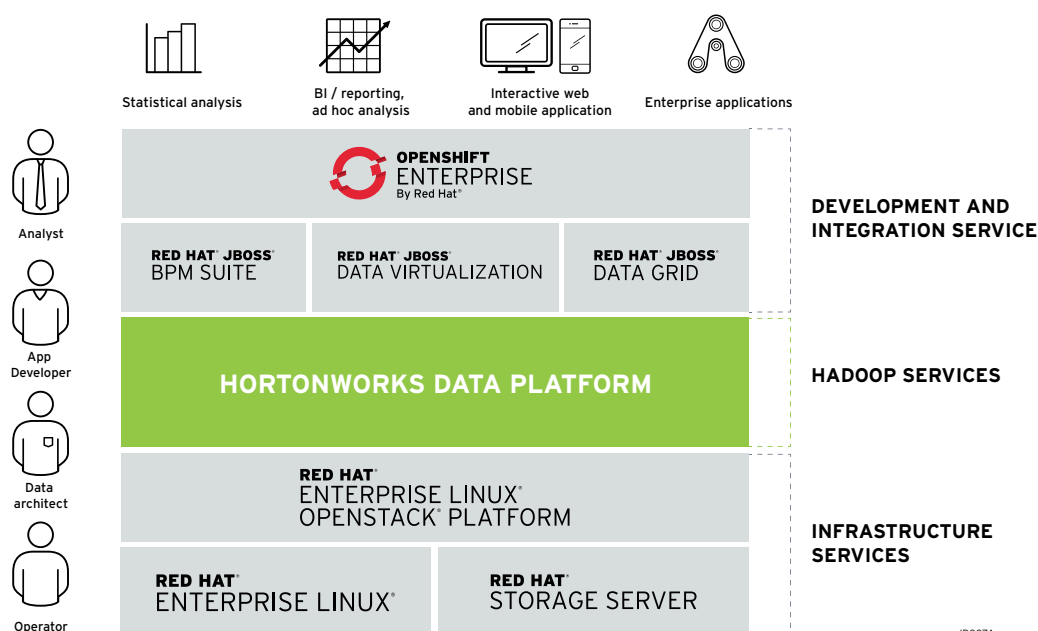 Statistical analysis
BI / reporting,
ad hoc analysis
Interactive web
and mobile application
Enterprise applications
Analyst
App
Developer
Data
architect
Operator
OPENSHIFT
ENTERPRISE
By Red Hat®
RED HAT® JBOSS®
BPM SUITE
RED HAT® JBOSS®
DATA VIRTUALIZATION
RED HAT® JBOSS®
DATA GRID
DEVELOPMENT AND
INTEGRATION SERVICE
HORTONWORKS DATA PLATFORM
HADOOP SERVICES
RED HAT®
ENTERPRISE LINUX®
OPENSTACK® PLATFORM
RED HAT®
ENTERPRISE LINUX®
RED HAT®
STORAGE SERVER
INFRASTRUCTURE
SERVICES